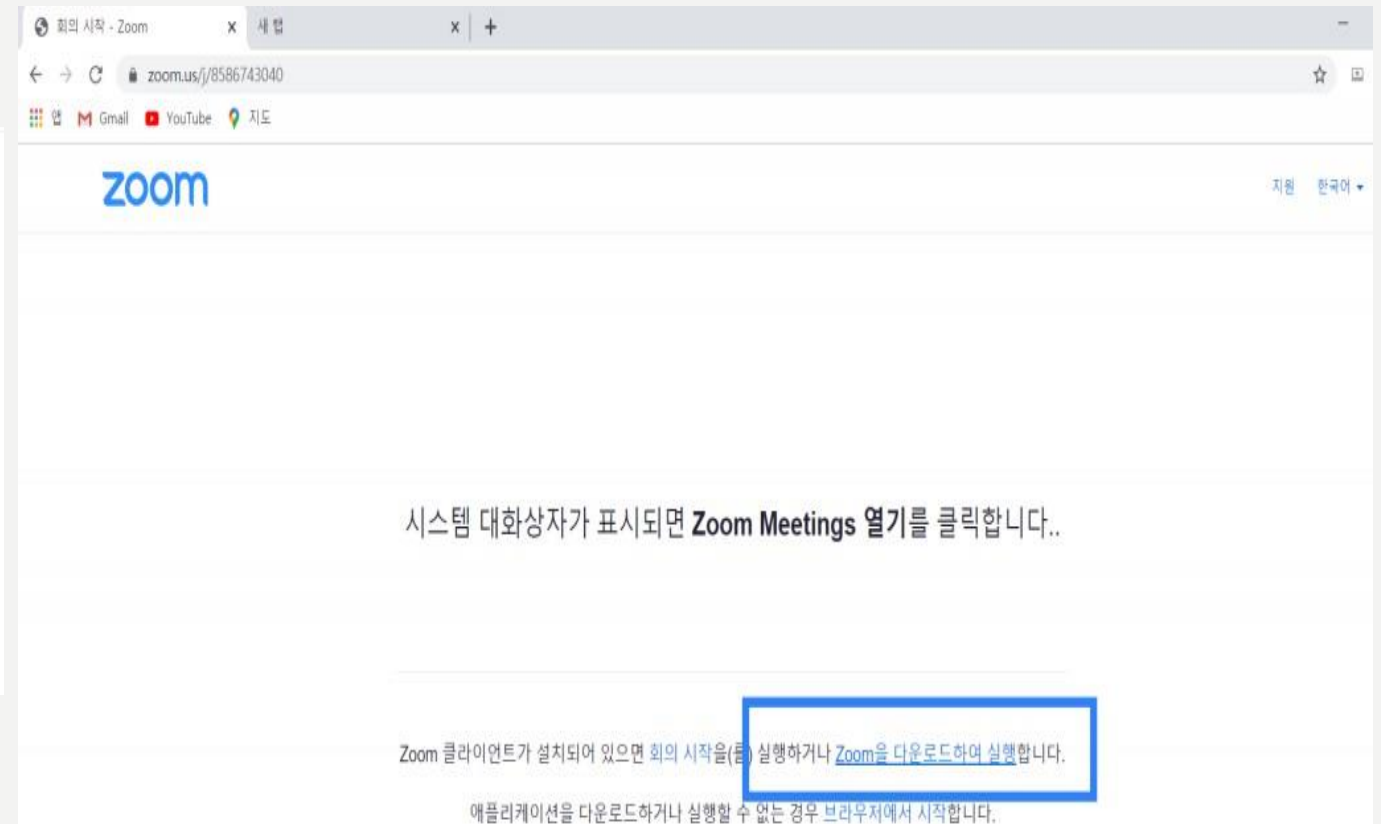 회의 시작 - Zoom
새 탭
zoom.us/j/8586743040
앱 Gmail YouTube 지도
zoom
지원 한국어
시스템 대화상자가 표시되면 Zoom Meetings 열기를 클릭합니다..
Zoom 클라이언트가 설치되어 있으면 회의 시작을(를) 실행하거나 Zoom을 다운로드하여 실행합니다.
애플리케이션을 다운로드하거나 실행할 수 없는 경우 브라우저에서 시작합니다.